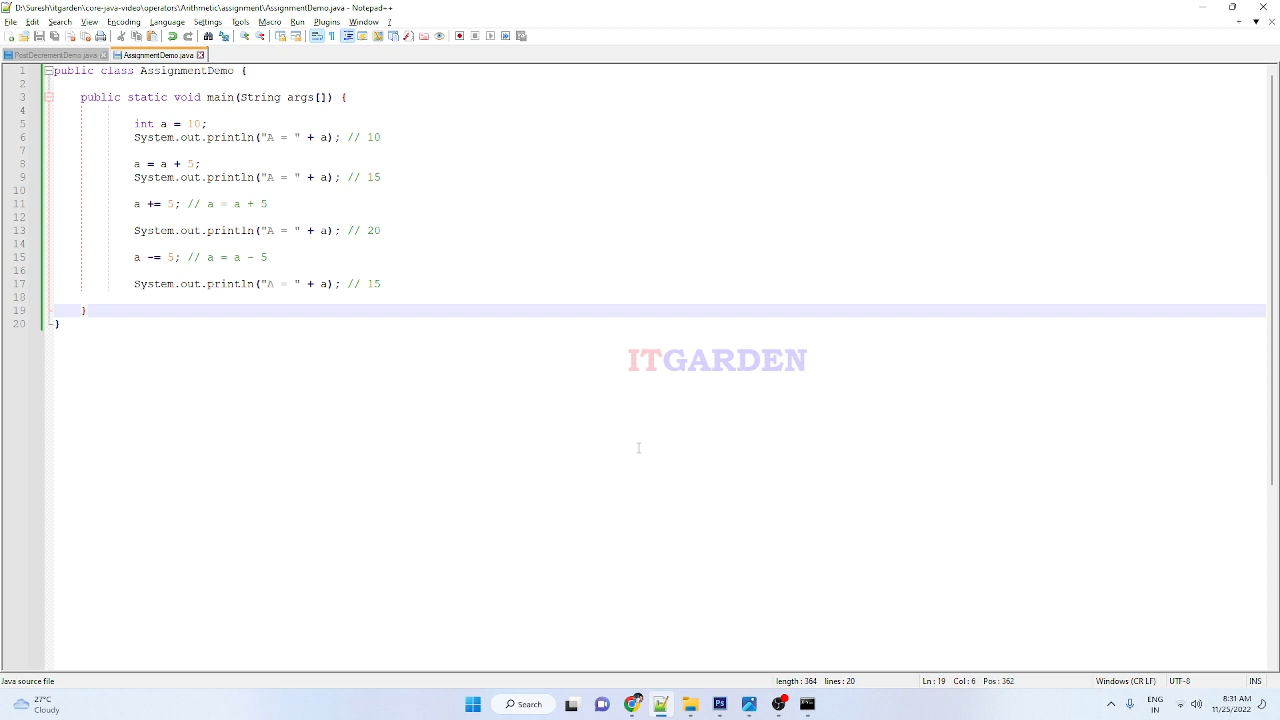 D:\Suresh\itgarden\core-java-video\operators\Arithmetic\assignment\AssignmentDemo.java - Notepad++
File Edit Search View Encoding Language Settings Tools Macro Run Plugins Window ?
PostDecrementDemo.java AssignmentDemo.java
1 public class AssignmentDemo {
2
3 public static void main(String args[]) {
4
5 int a = 10;
6 System.out.println("A = " + a); // 10
7
8 a = a + 5;
9 System.out.println("A = " + a); // 15
10
11 a += 5; // a = a + 5
12
13 System.out.println("A = " + a); // 20
14
15 a -= 5; // a = a - 5
16
17 System.out.println("A = " + a); // 15
18
19 }
20 }
ITGARDEN
Java source file length : 364 lines : 20 Ln : 19 Col : 6 Pos : 362 Windows (CR LF) UTF-8 INS
27°C
Cloudy
Search
Ps
ENG
IN
8:31 AM
11/25/2022